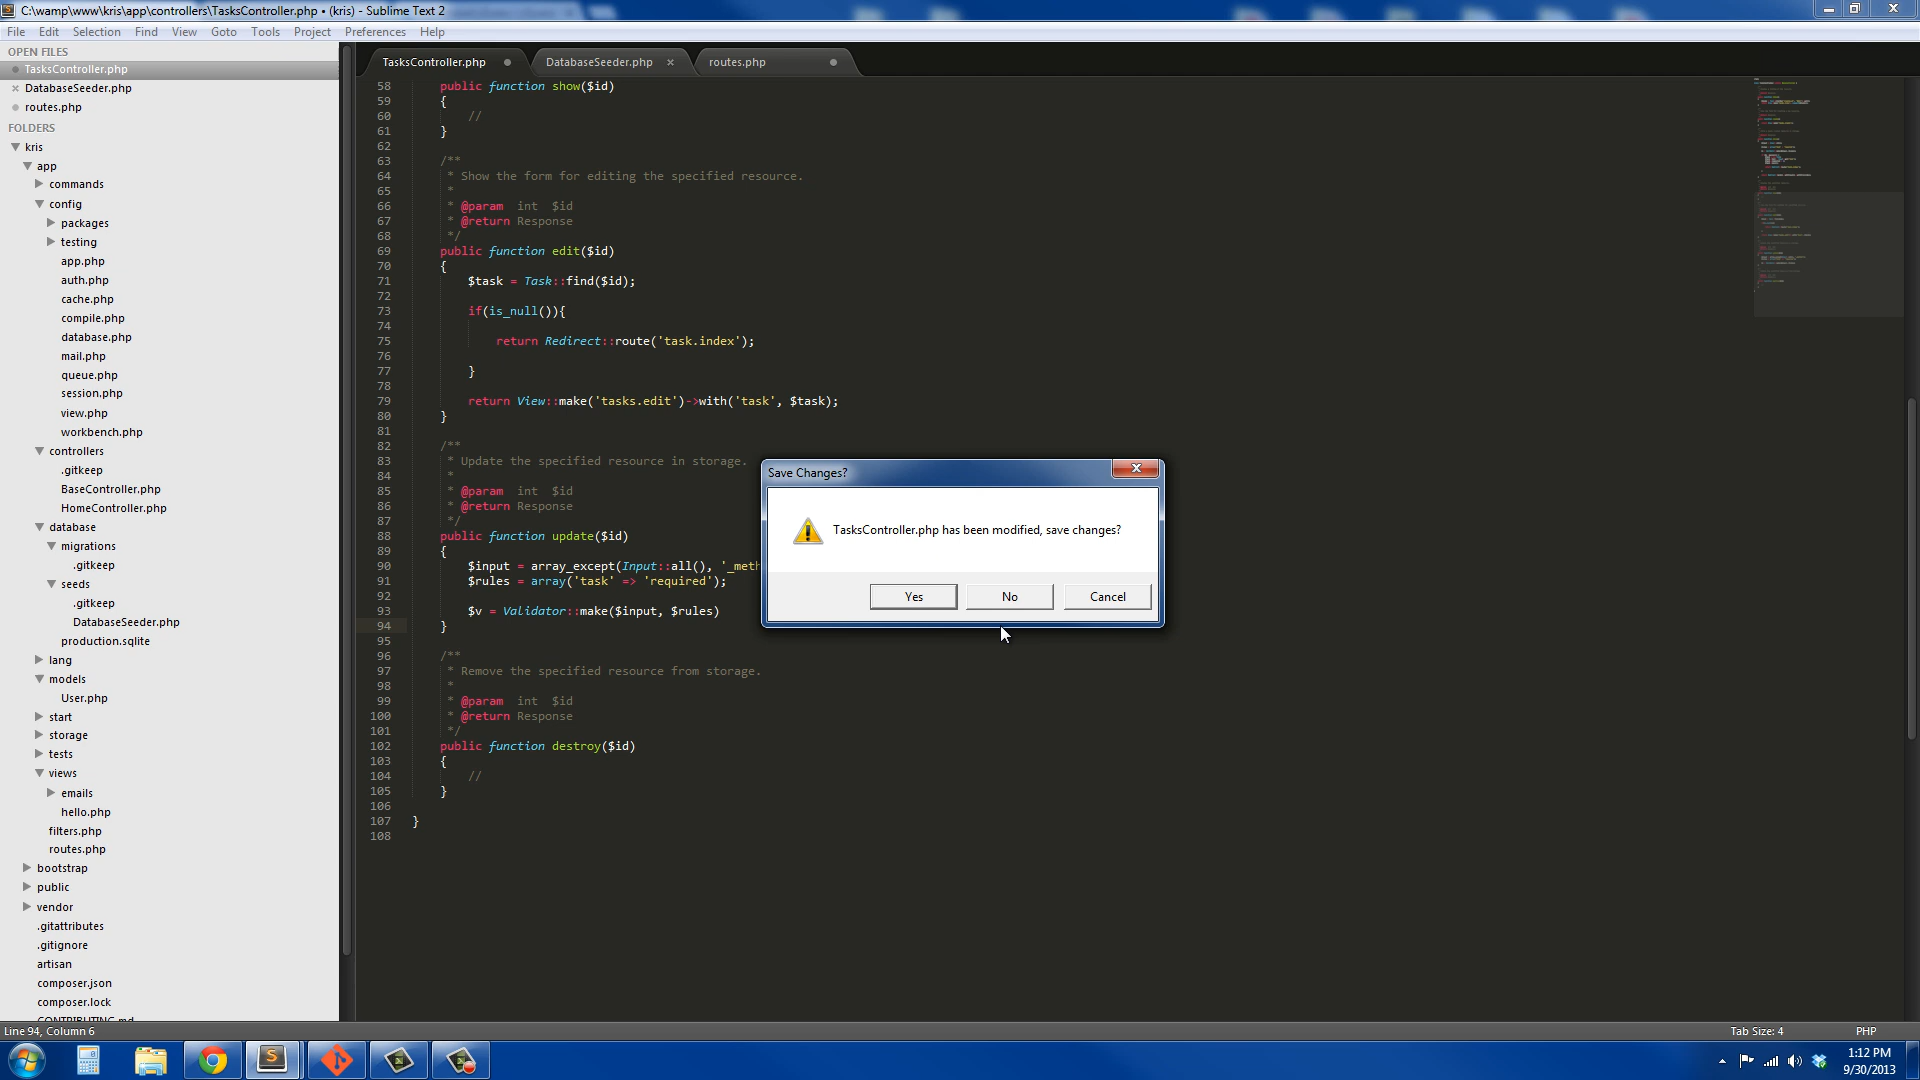 C:\wamp\www\kris\app\controllers\TasksController.php • (kris) - Sublime Text 2
File Edit Selection Find View Goto Tools Project Preferences Help
OPEN FILES
TasksController.php
DatabaseSeeder.php
routes.php
FOLDERS
kris
app
commands
config
packages
testing
app.php
auth.php
cache.php
compile.php
database.php
mail.php
queue.php
session.php
view.php
workbench.php
controllers
.gitkeep
BaseController.php
HomeController.php
database
migrations
.gitkeep
seeds
.gitkeep
DatabaseSeeder.php
production.sqlite
lang
models
User.php
start
storage
tests
views
emails
hello.php
filters.php
routes.php
bootstrap
public
vendor
.gitattributes
.gitignore
artisan
composer.json
composer.lock
CONTRIBUTING.md
TasksController.php DatabaseSeeder.php × routes.php
58 public function show($id)
59 {
60 //
61 }
62
63 /**
64 * Show the form for editing the specified resource.
65 *
66 * @param int $id
67 * @return Response
68 */
69 public function edit($id)
70 {
71 $task = Task::find($id);
72
73 if(is_null()){
74
75 return Redirect::route('task.index');
76
77 }
78
79 return View::make('tasks.edit')->with('task', $task);
80 }
81
82 /**
83 * Update the specified resource in storage.
84 *
85 * @param int $id
86 * @return Response
87 */
88 public function update($id)
89 {
90 $input = array_except(Input::all(), '_meth
91 $rules = array('task' => 'required');
92
93 $v = Validator::make($input, $rules)
94 }
95
96 /**
97 * Remove the specified resource from storage.
98 *
99 * @param int $id
100 * @return Response
101 */
102 public function destroy($id)
103 {
104 //
105 }
106
107 }
108
Save Changes?
TasksController.php has been modified, save changes?
Yes No Cancel
Line 94, Column 6 Tab Size: 4 PHP
1:12 PM
9/30/2013